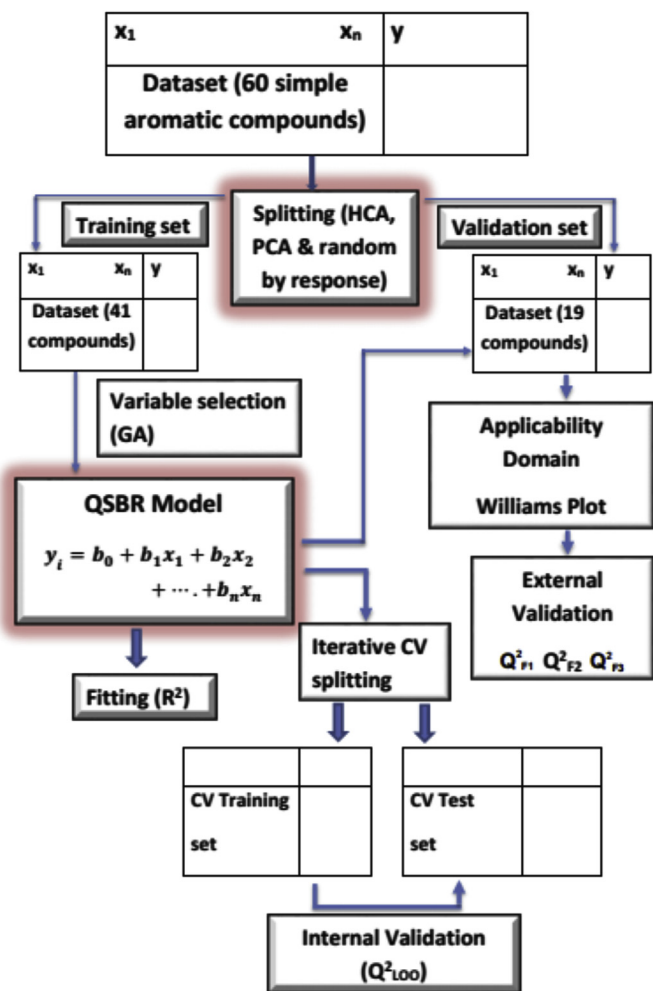 x₁ xₙ y
Dataset (60 simple
aromatic compounds)
Splitting (HCA,
PCA & random
by response)
Training set
Validation set
x₁ xₙ y
Dataset (41
compounds)
x₁ xₙ y
Dataset (19
compounds)
Variable selection
(GA)
Applicability
Domain
Williams Plot
QSBR Model
yᵢ = b₀ + b₁x₁ + b₂x₂
+ ⋯. +bₙxₙ
External
Validation
Q²F1 Q²F2 Q²F3
Iterative CV
splitting
Fitting (R²)
CV Training
set
CV Test
set
Internal Validation
(Q²LOO)